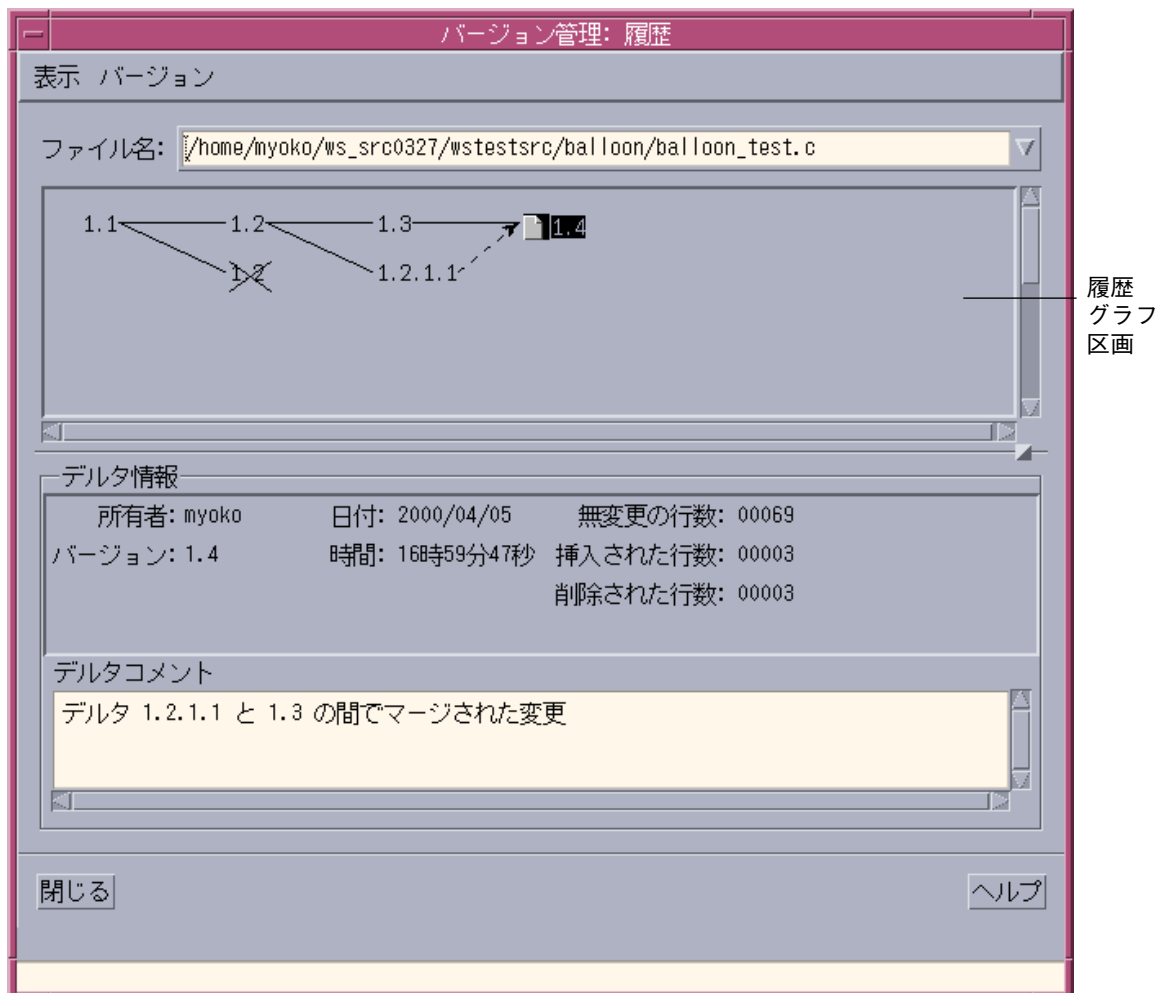 バージョン管理: 履歴
表示 バージョン
ファイル名: /home/myoko/ws_src0327/wstestsrc/balloon/balloon_test.c
1.1 1.2 1.3 1.4
1.2 1.2.1.1
履歴
グラフ
区画
デルタ情報
所有者: myoko 日付: 2000/04/05 無変更の行数: 00069
バージョン: 1.4 時間: 16時59分47秒 挿入された行数: 00003
削除された行数: 00003
デルタコメント
デルタ 1.2.1.1 と 1.3 の間でマージされた変更
閉じる ヘルプ